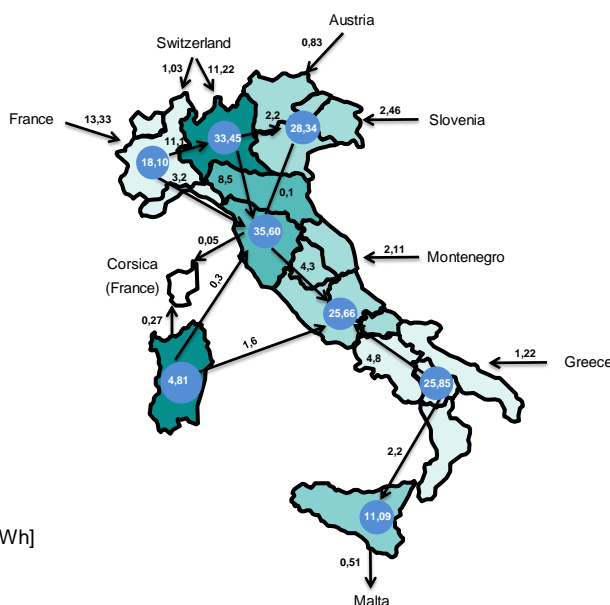 Austria
Switzerland
0,83
1,03
11,22
France
13,33
2,2
28,34
2,46
Slovenia
33,45
11,1
18,10
3,2
8,5
0,1
35,60
0,05
2,11
Montenegro
Corsica
(France)
0,3
4,3
0,27
25,66
1,6
4,8
1,22
Greece
4,81
25,85
2,2
11,09
Wh]
0,51
Malta